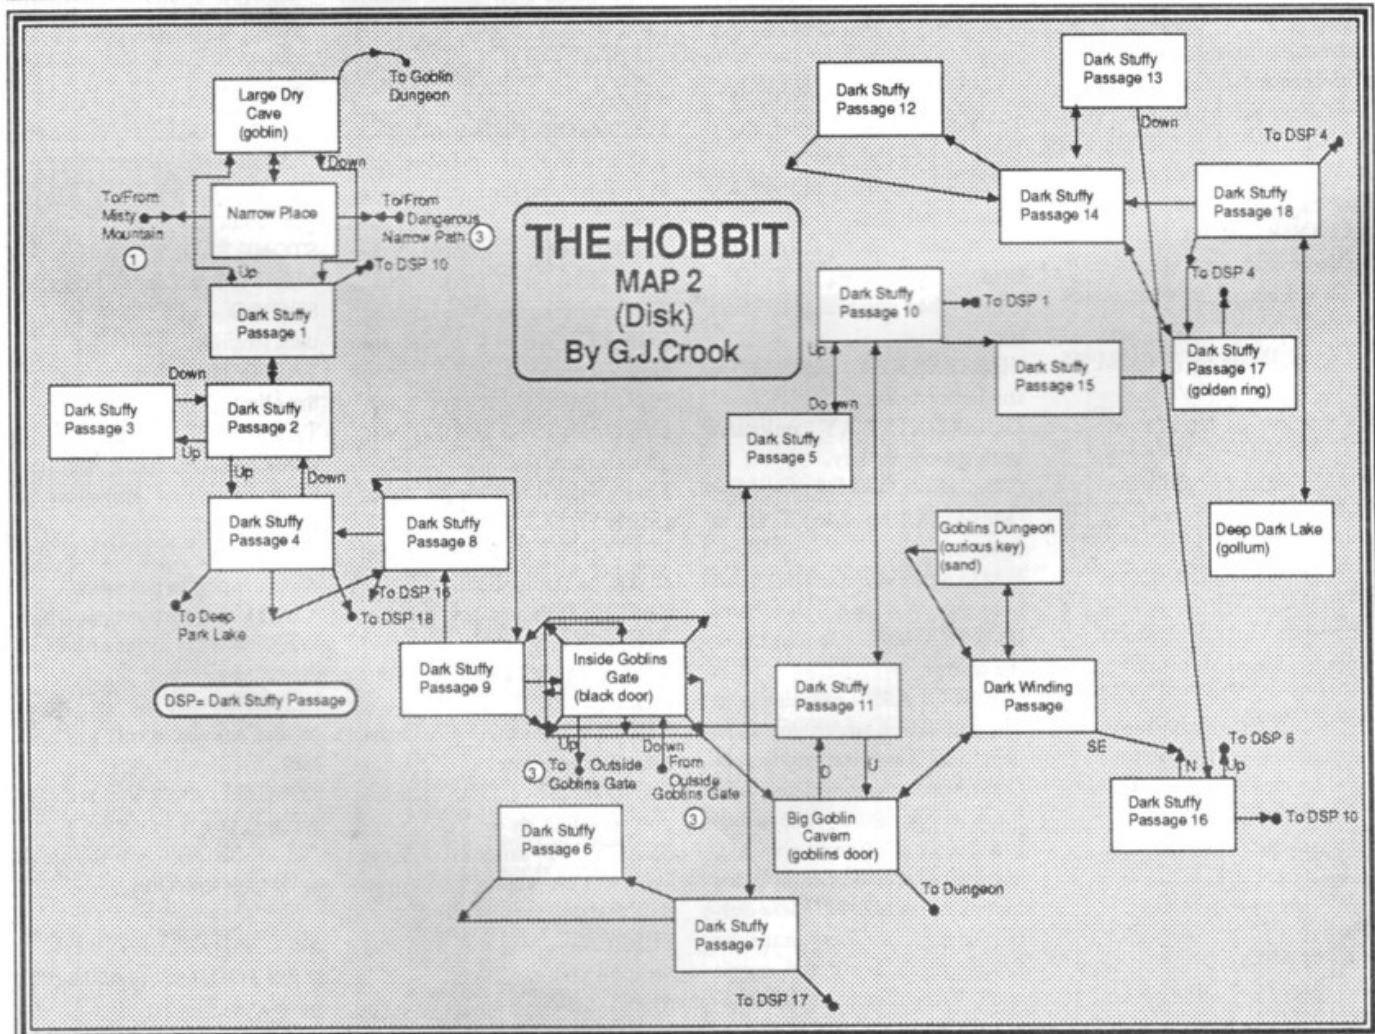 To Goblin
Dungeon
Large Dry
Cave
(goblin)
Down
To/From
Misty
Mountain
1
Narrow Place
To/From
Dangerous
Narrow Path
3
Up
To DSP 10
Dark Stuffy
Passage 1
Down
Dark Stuffy
Passage 3
Dark Stuffy
Passage 2
Up
Up
Down
Dark Stuffy
Passage 4
Dark Stuffy
Passage 8
To DSP 16
To DSP 18
To Deep
Park Lake
DSP= Dark Stuffy Passage
Dark Stuffy
Passage 9
Inside Goblins
Gate
(black door)
Up
Down
3
To Outside
Goblins Gate
From
Outside
Goblins Gate
3
THE HOBBIT
MAP 2
(Disk)
By G.J.Crook
Dark Stuffy
Passage 12
Dark Stuffy
Passage 13
Down
To DSP 4
Dark Stuffy
Passage 14
Dark Stuffy
Passage 18
To DSP 4
Dark Stuffy
Passage 10
To DSP 1
Up
Down
Dark Stuffy
Passage 15
Dark Stuffy
Passage 17
(golden ring)
Dark Stuffy
Passage 5
Goblins Dungeon
(curious key)
(sand)
Deep Dark Lake
(gollum)
Dark Stuffy
Passage 11
Dark Winding
Passage
SE
D
U
N
Up
Dark Stuffy
Passage 16
To DSP 10
Big Goblin
Cavern
(goblins door)
To Dungeon
Dark Stuffy
Passage 6
Dark Stuffy
Passage 7
To DSP 17